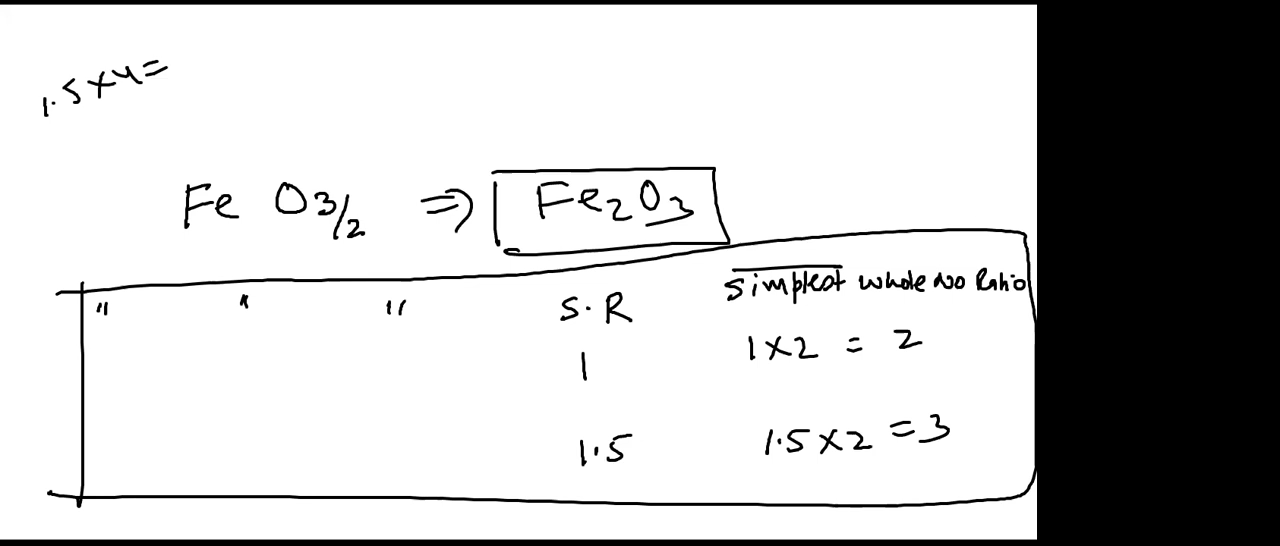 1.5×4=
Fe O3/2 ⇒ Fe2O3
" " " S.R simplest whole No Ratio
1 1×2 = 2
1.5 1.5×2 =3